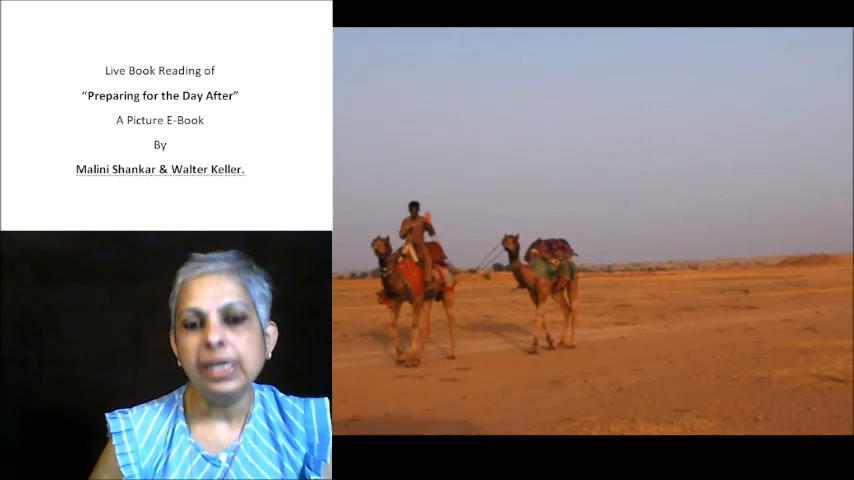 Live Book Reading of
“Preparing for the Day After”
A Picture E-Book
By
Malini Shankar & Walter Keller.